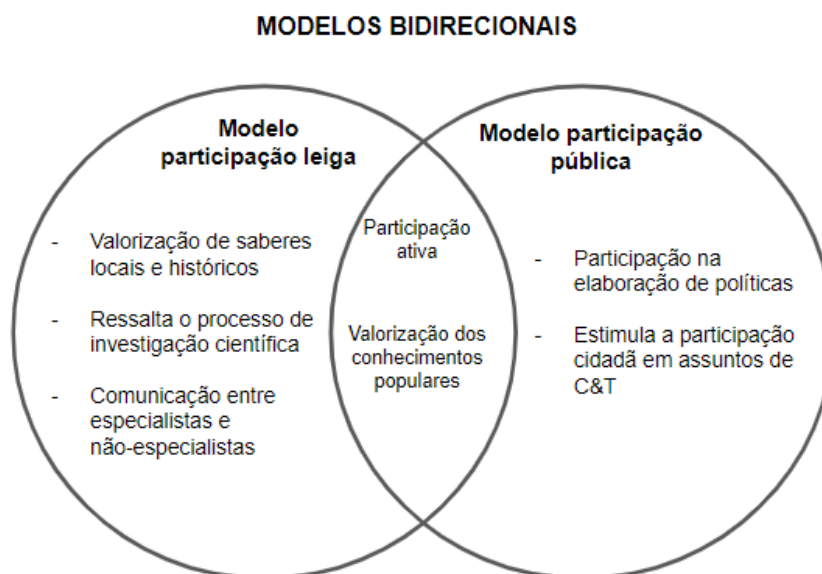 MODELOS BIDIRECIONAIS
Modelo
participação leiga
- Valorização de saberes
locais e históricos
- Ressalta o processo de
investigação científica
- Comunicação entre
especialistas e
não-especialistas
Participação
ativa
Valorização dos
conhecimentos
populares
Modelo participação
pública
- Participação na
elaboração de políticas
- Estimula a participação
cidadã em assuntos de
C&T